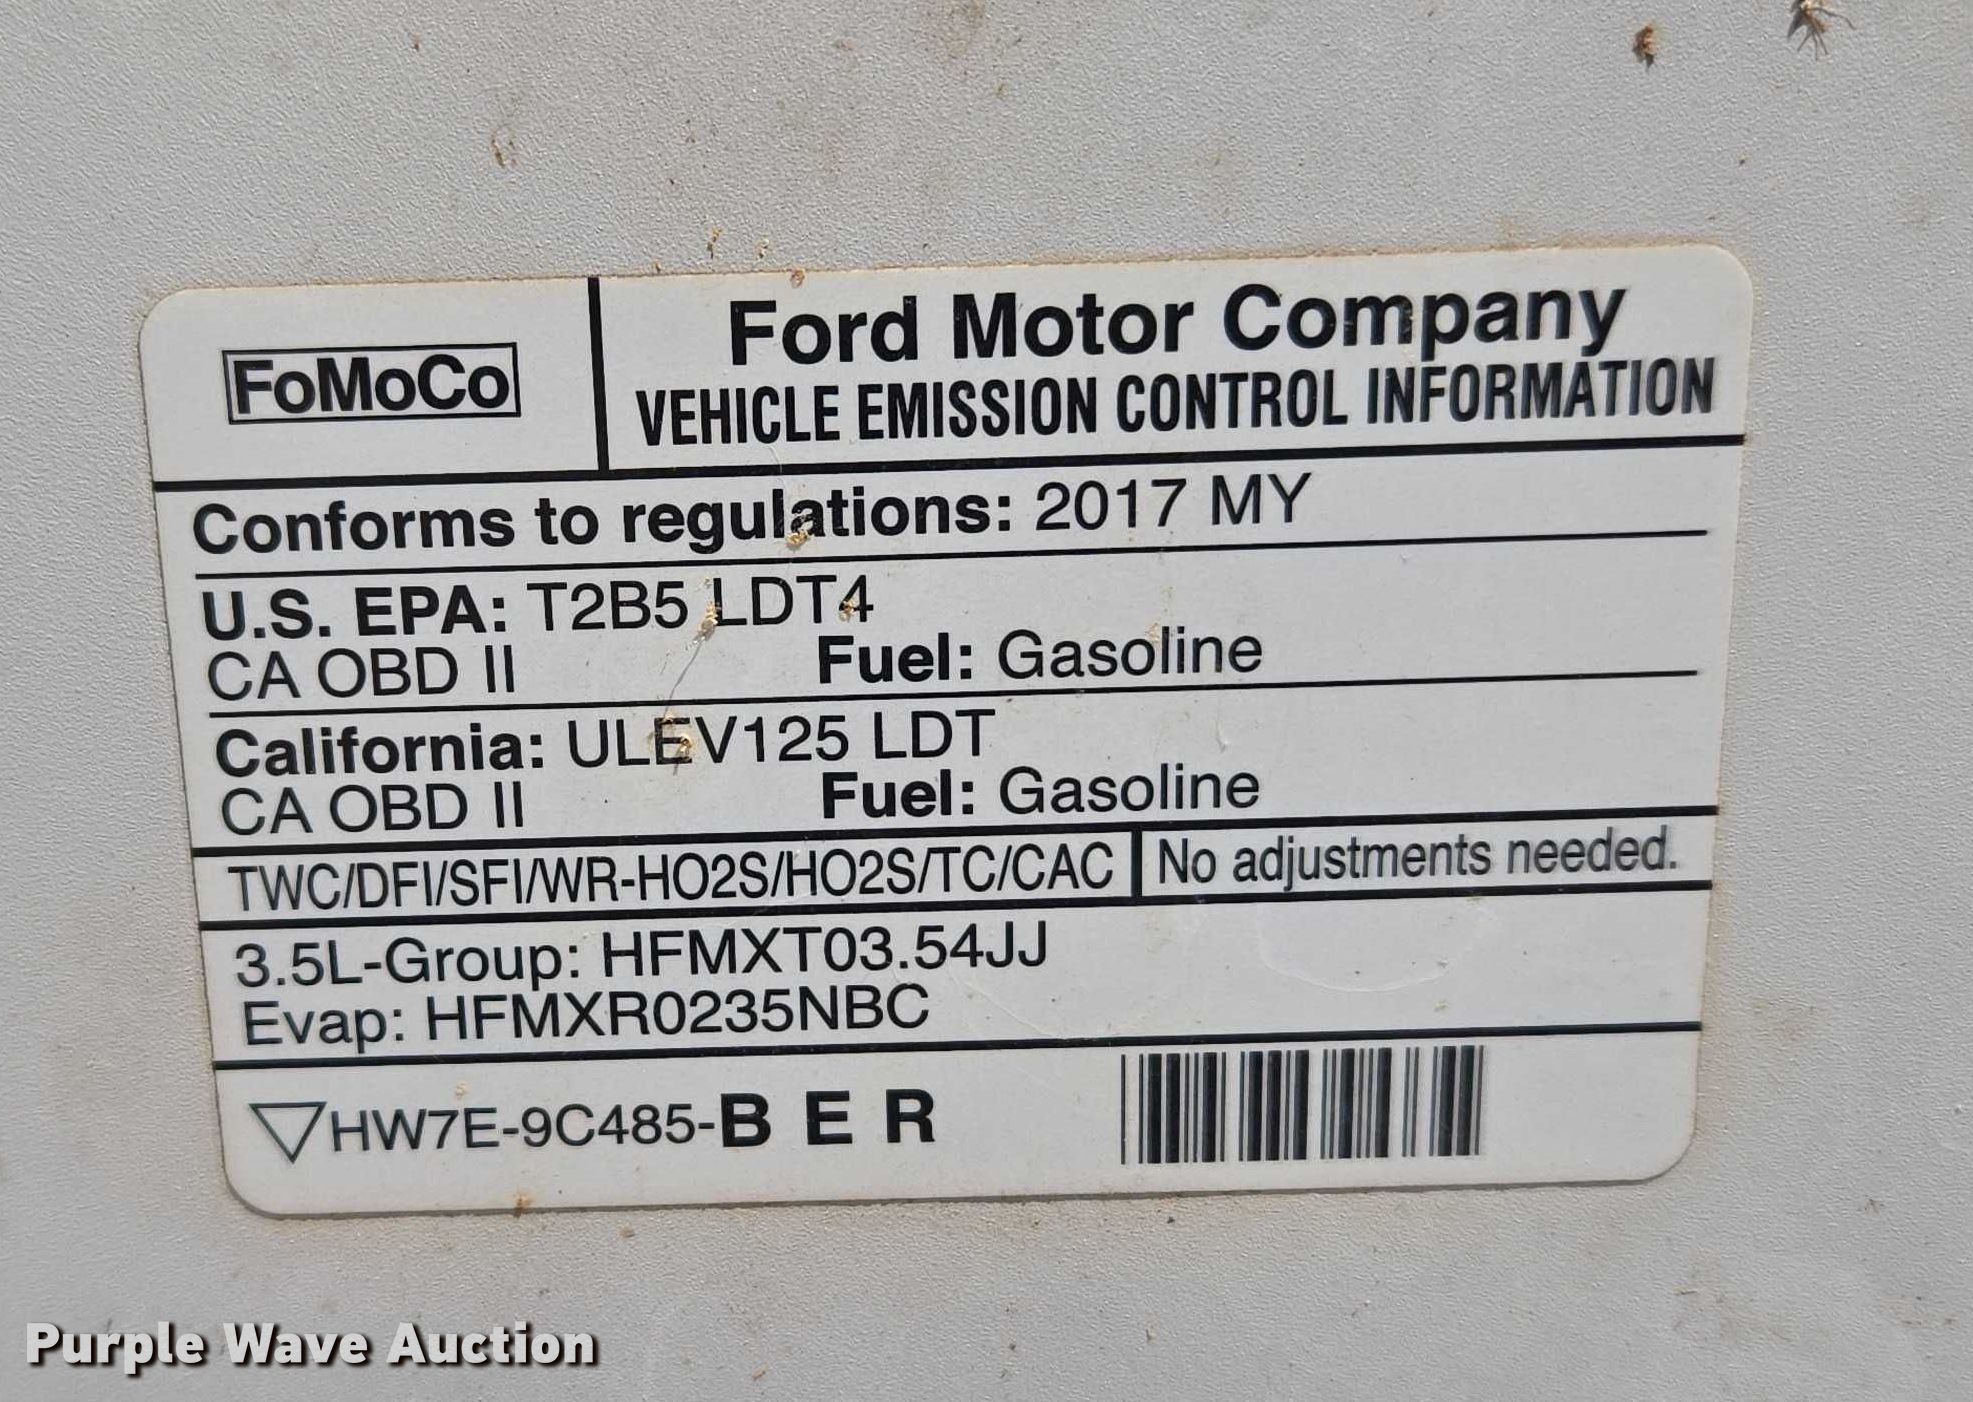 FoMoCo
Ford Motor Company
VEHICLE EMISSION CONTROL INFORMATION
Conforms to regulations: 2017 MY
U.S. EPA: T2B5 LDT4
CA OBD II Fuel: Gasoline
California: ULEV125 LDT
CA OBD II Fuel: Gasoline
TWC/DFI/SFI/WR-HO2S/HO2S/TC/CAC No adjustments needed.
3.5L-Group: HFMXT03.54JJ
Evap: HFMXR0235NBC
HW7E-9C485-B E R
Purple Wave Auction